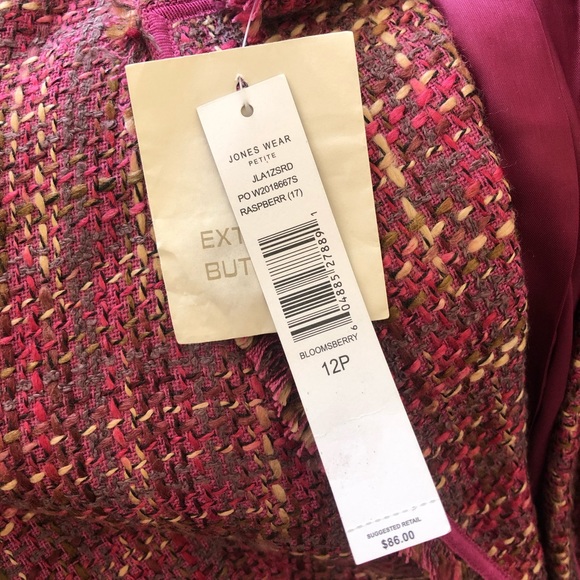 JONES WEAR
PETITE
JLA1ZSRD
PO W2018667S
RASPBERR (17)
6 04885 27889 1
BLOOMSBERRY
12P
SUGGESTED RETAIL
$86.00
EXT
BUT